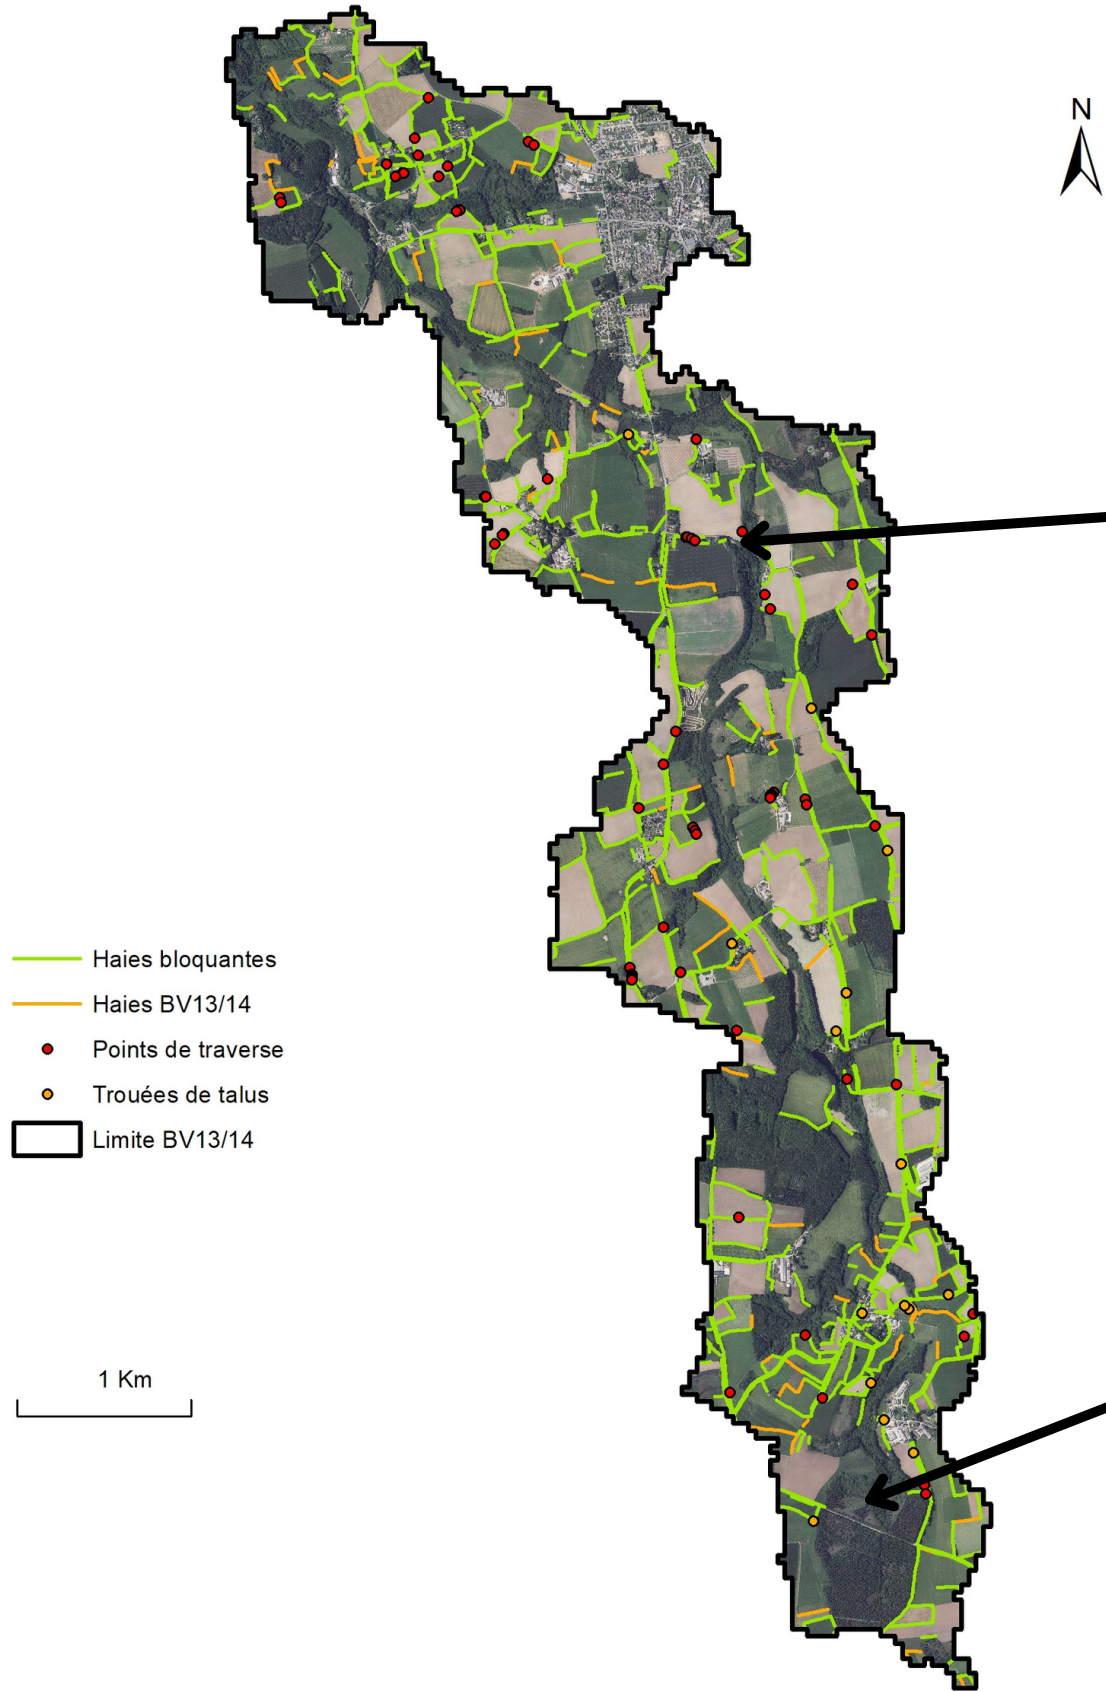 N
Haies bloquantes
Haies BV13/14
Points de traverse
Trouées de talus
Limite BV13/14
1 Km